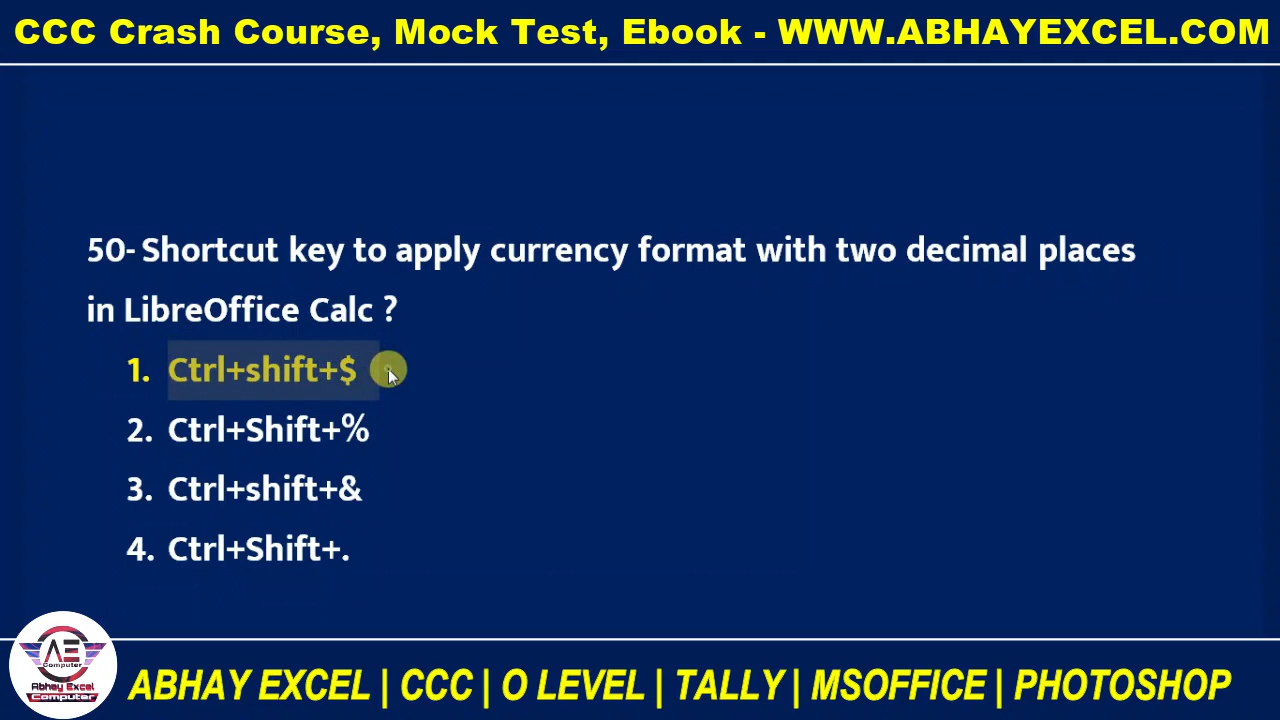 CCC Crash Course, Mock Test, Ebook - WWW.ABHAYEXCEL.COM
50- Shortcut key to apply currency format with two decimal places
in LibreOffice Calc ?
1. Ctrl+shift+$
2. Ctrl+Shift+%
3. Ctrl+shift+&
4. Ctrl+Shift+.
AE
Computer
Abhay Excel
Computer
ABHAY EXCEL | CCC | O LEVEL | TALLY | MSOFFICE | PHOTOSHOP